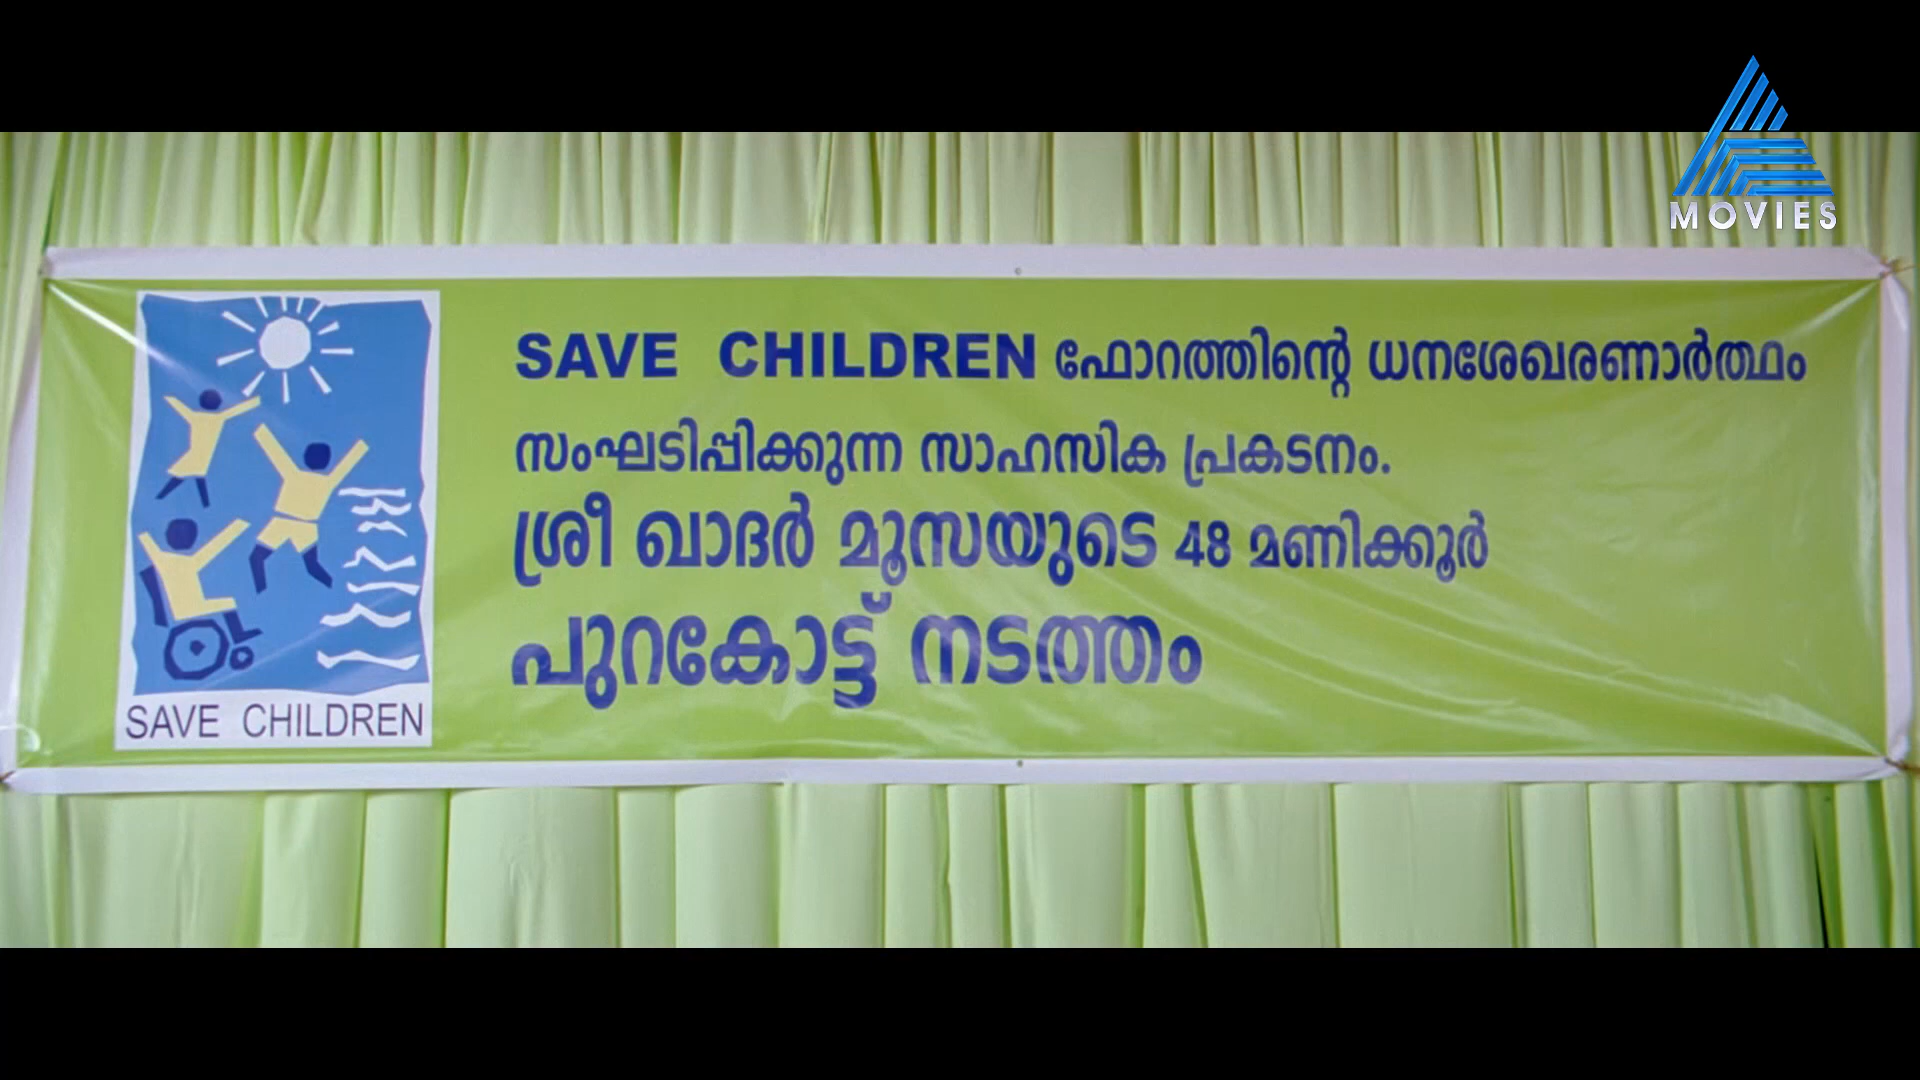 MOVIES
SAVE CHILDREN ഫോറത്തിന്റെ ധനശേഖരണാർത്ഥം
സംഘടിപ്പിക്കുന്ന സാഹസിക പ്രകടനം.
ശ്രീ ഖാദർ മൂസയുടെ 48 മണിക്കൂർ
പുറകോട്ട് നടത്തം
SAVE CHILDREN